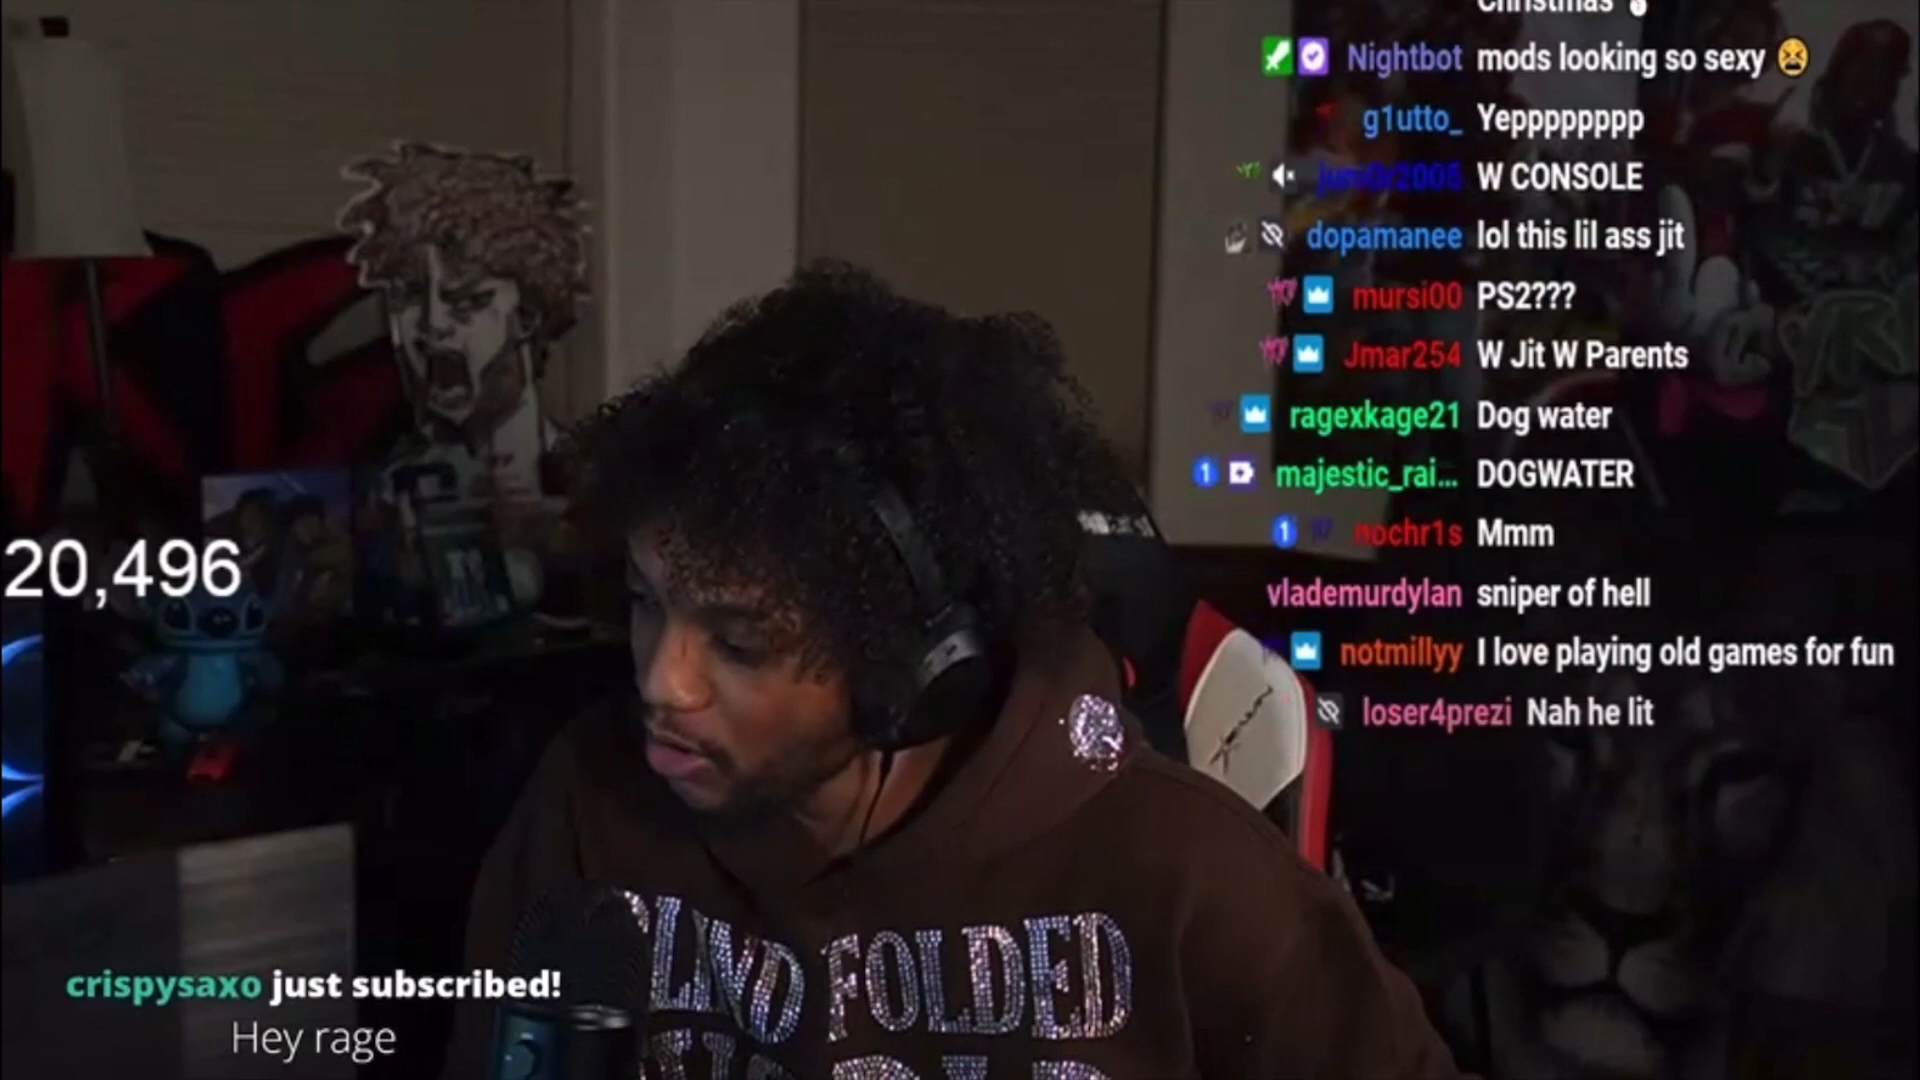 Christmas
Nightbot mods looking so sexy
g1utto_ Yepppppppp
W CONSOLE
dopamanee lol this lil ass jit
mursi00 PS2???
Jmar254 W Jit W Parents
ragexkage21 Dog water
majestic_rai... DOGWATER
nochr1s Mmm
vlademurdylan sniper of hell
notmillyy I love playing old games for fun
loser4prezi Nah he lit
20,496
FOLDED
crispysaxo just subscribed!
Hey rage